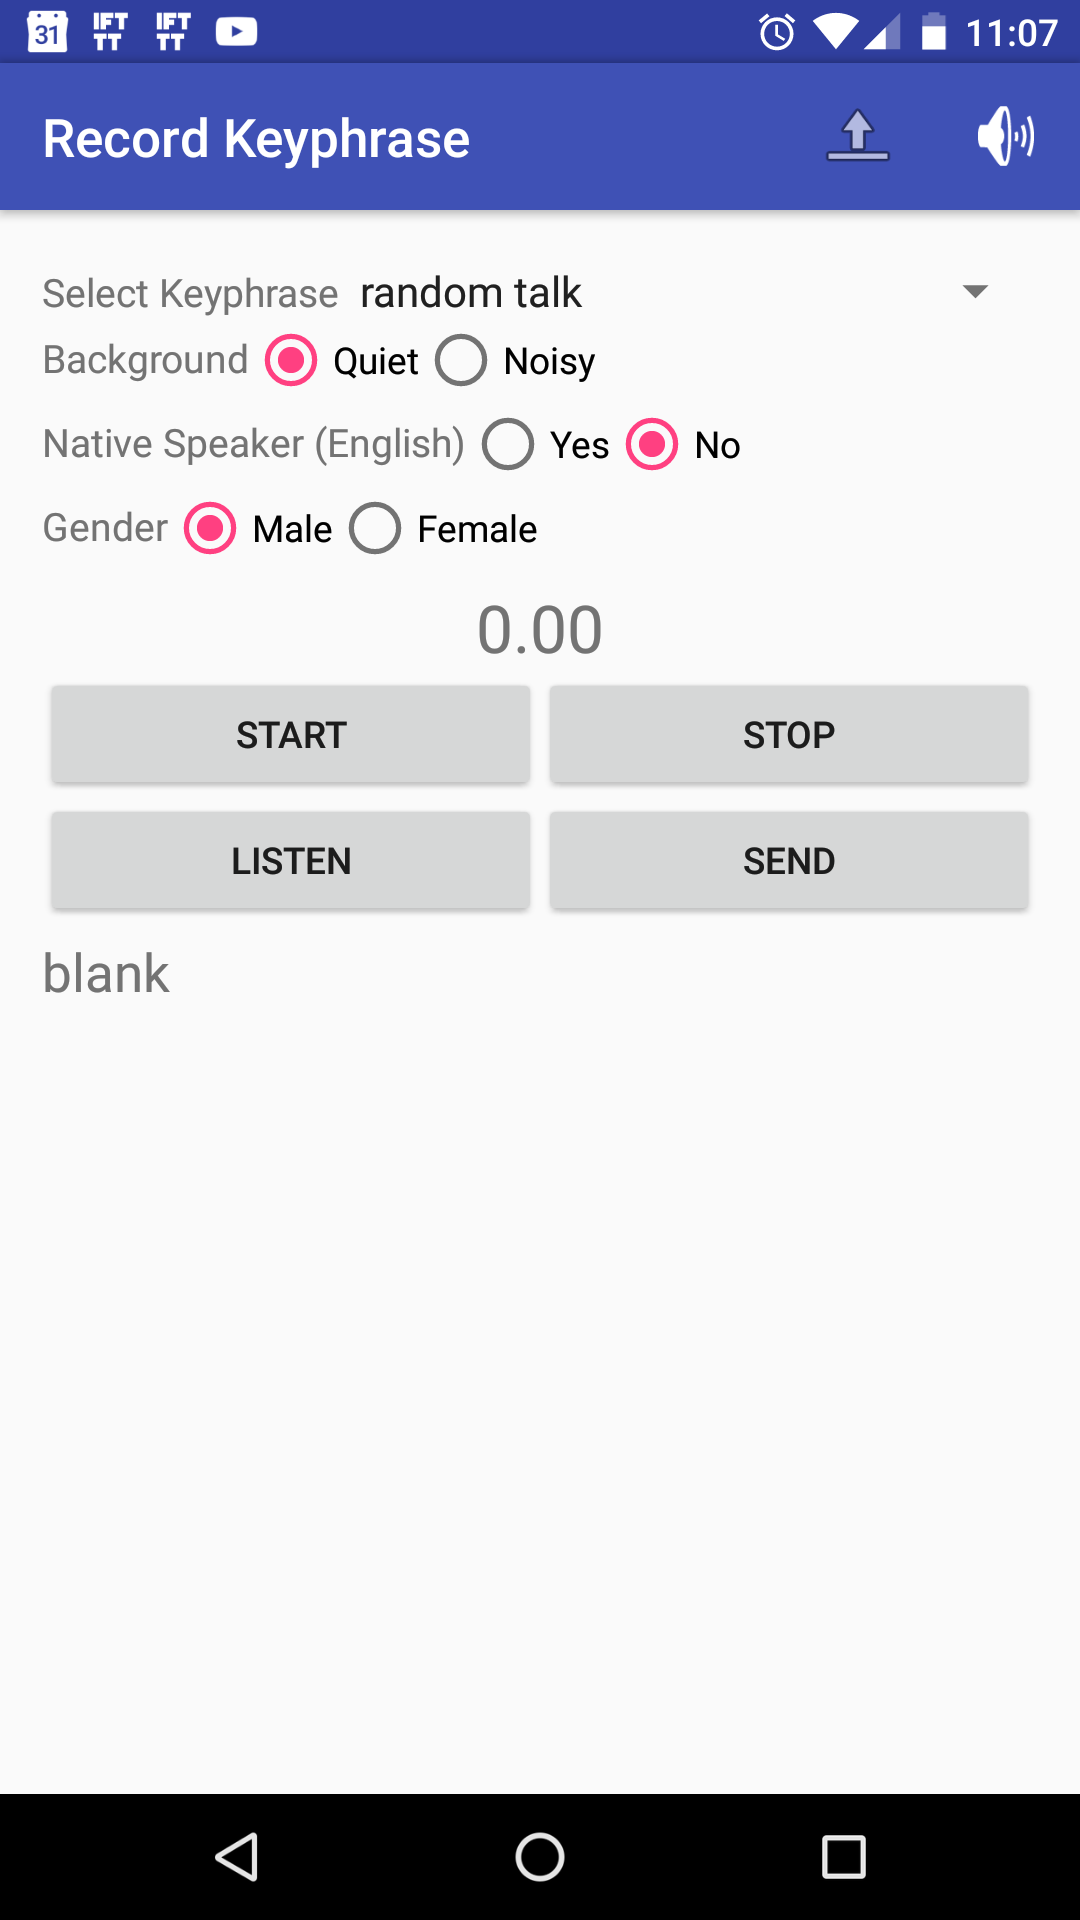 31 IFTTT IFTTT 11:07
Record Keyphrase
Select Keyphrase random talk
Background Quiet Noisy
Native Speaker (English) Yes No
Gender Male Female
0.00
START STOP
LISTEN SEND
blank